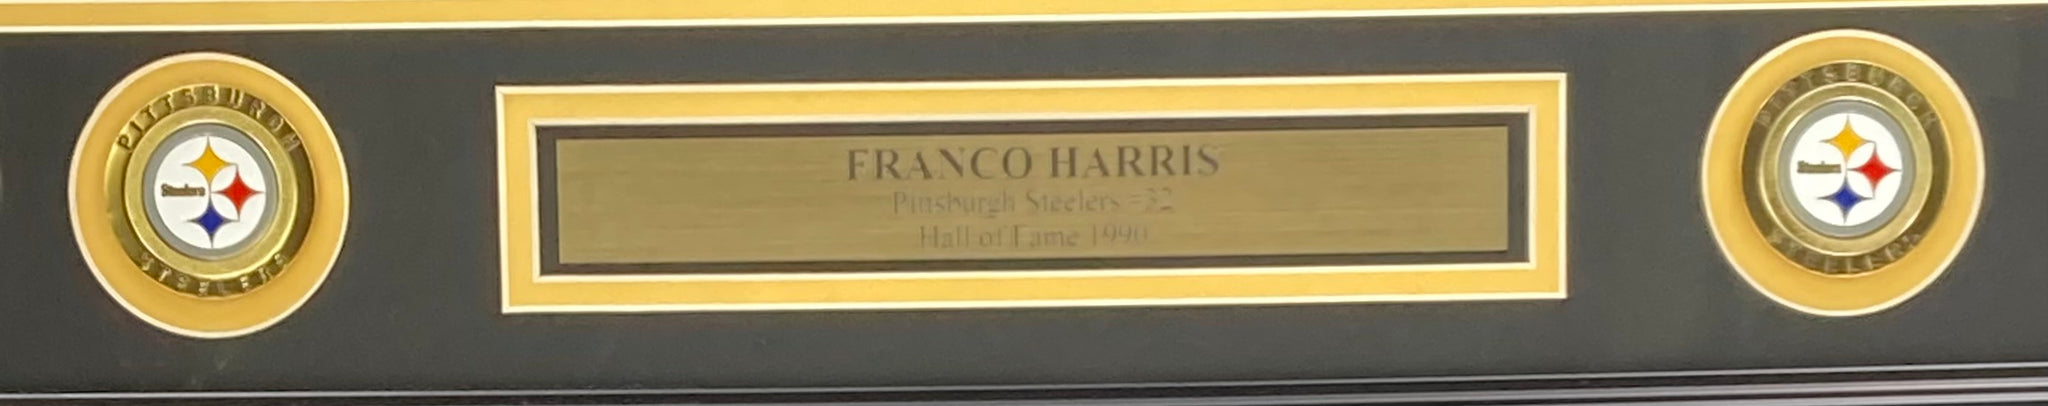 PITTSBURGH
Steelers
STEELERS
FRANCO HARRIS
Pittsburgh Steelers #32
Hall of Fame 1990
PITTSBURGH
Steelers
STEELERS